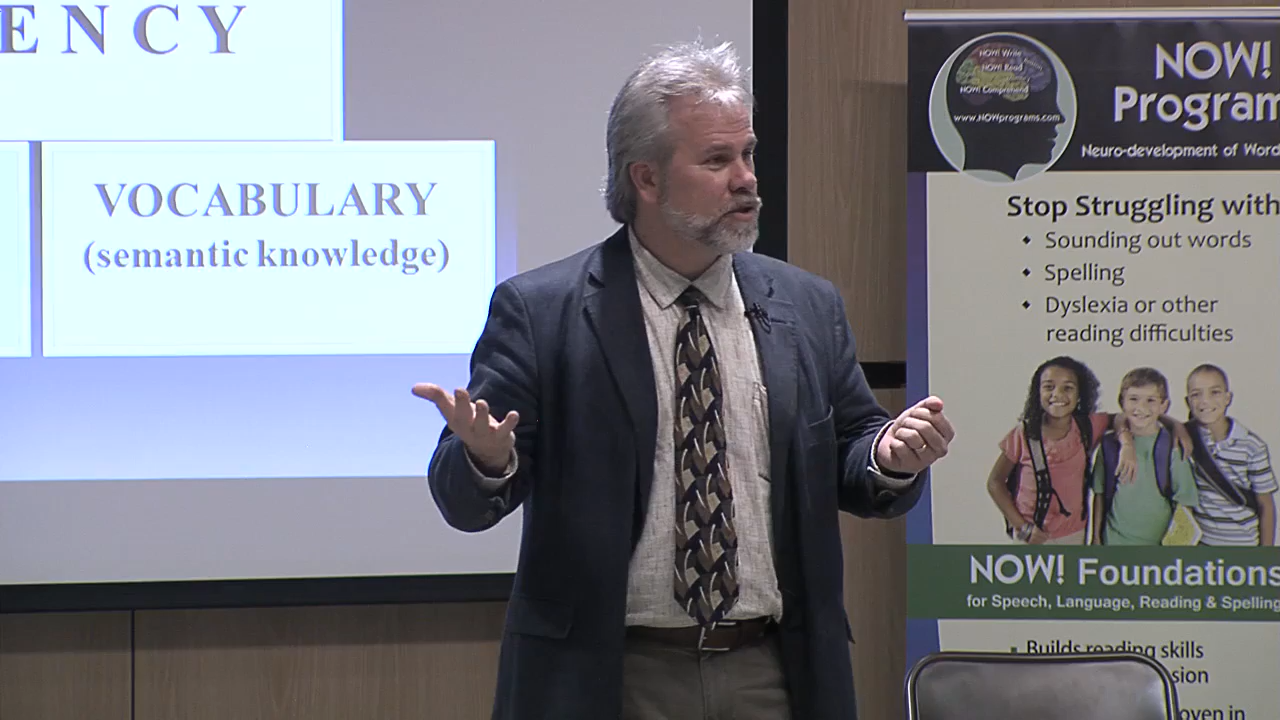 ENCY
VOCABULARY
(semantic knowledge)
NOW! Write
NOW! Read
NOW! Comprehend
www.NOWprograms.com
NOW!
Program
Neuro-development of Word
Stop Struggling with
Sounding out words
Spelling
Dyslexia or other
reading difficulties
NOW! Foundations
for Speech, Language, Reading & Spelling
Builds reading skills
sion
oven in